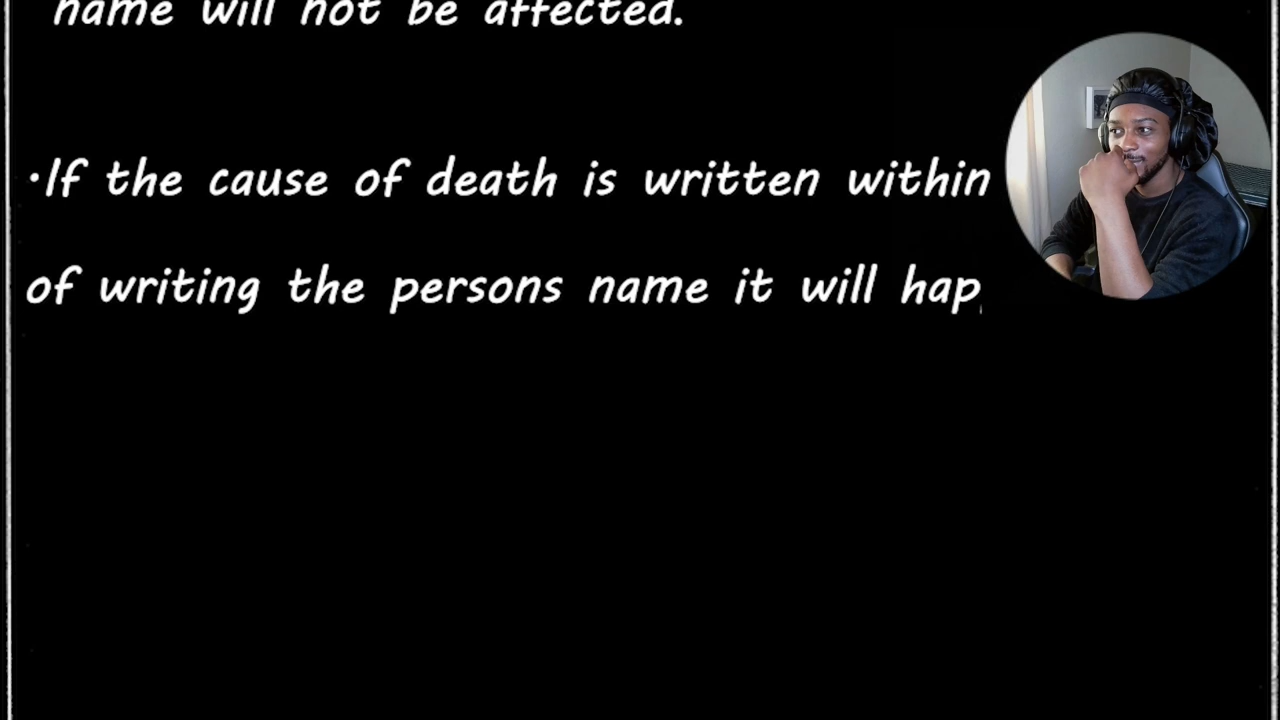 name will not be affected.
·If the cause of death is written within
of writing the persons name it will hap